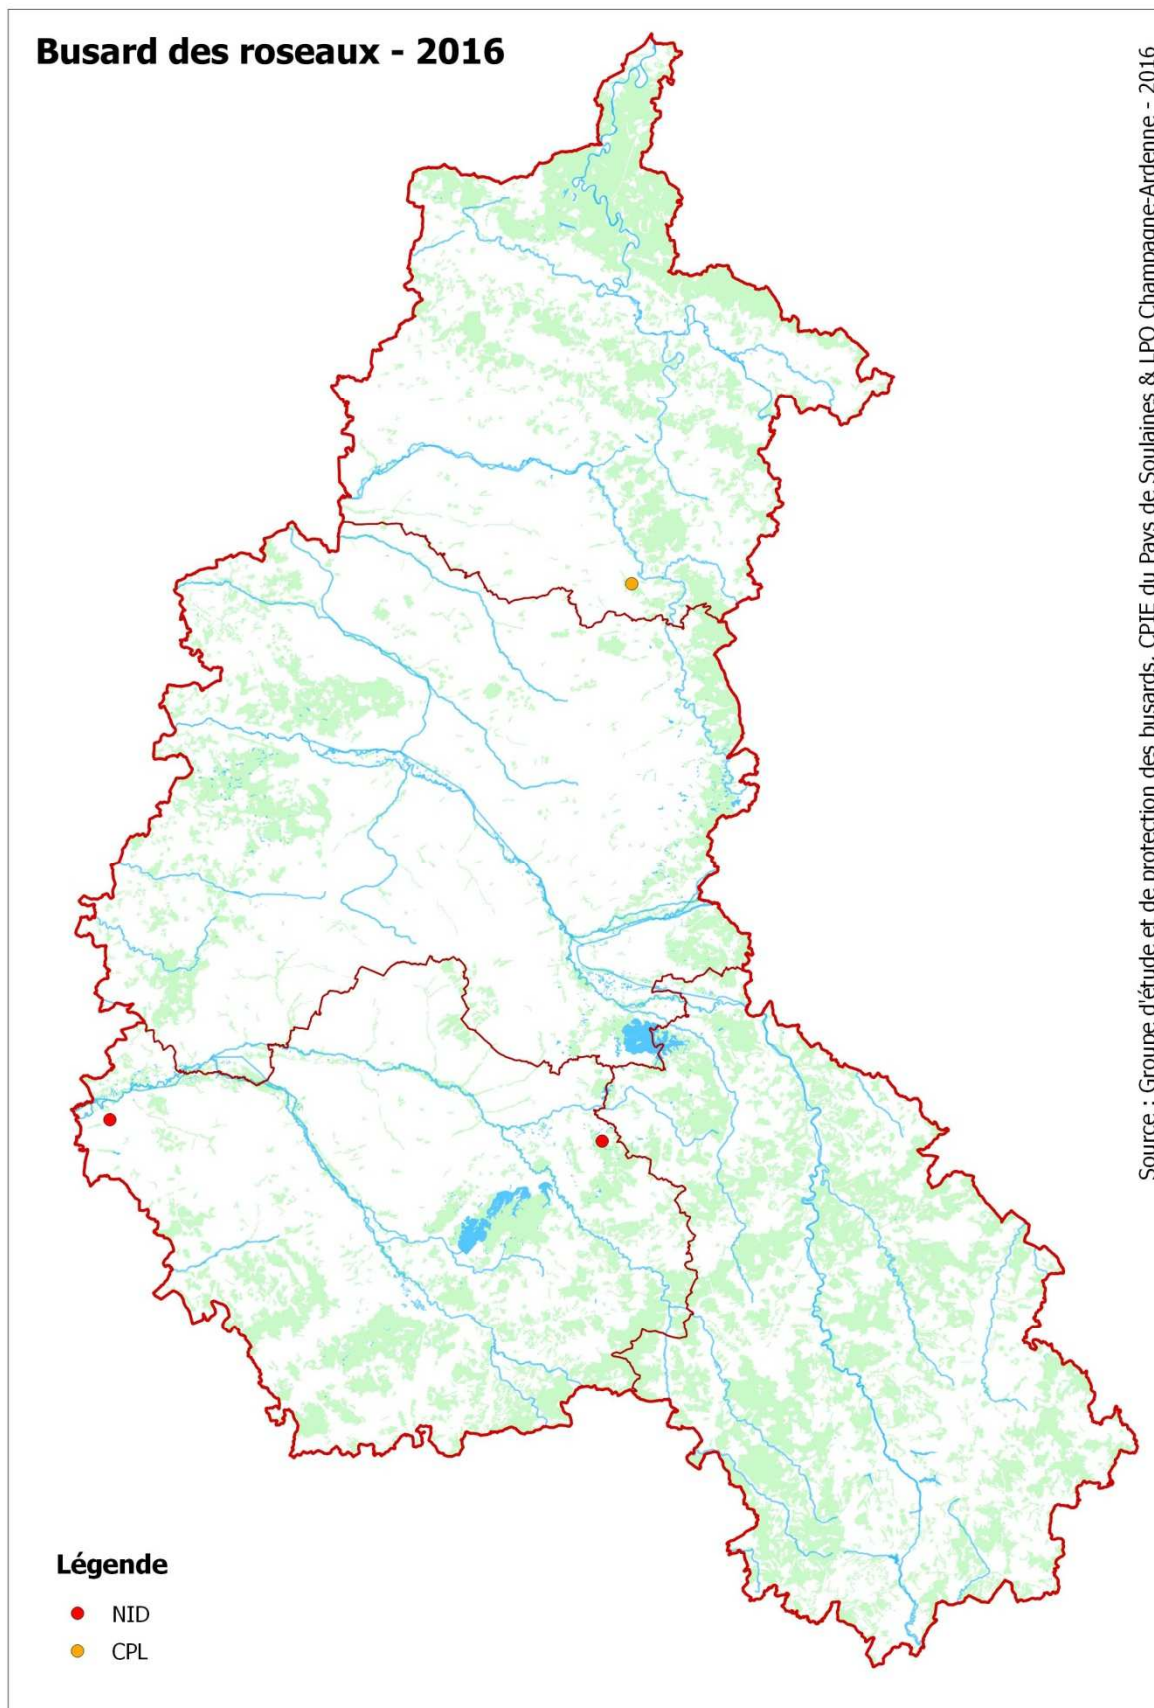 Busard des roseaux - 2016
Source : Groupe d'étude et de protection des busards, CPIE du Pays de Soulaines & LPO Champagne-Ardenne - 2016
Légende
NID
CPL